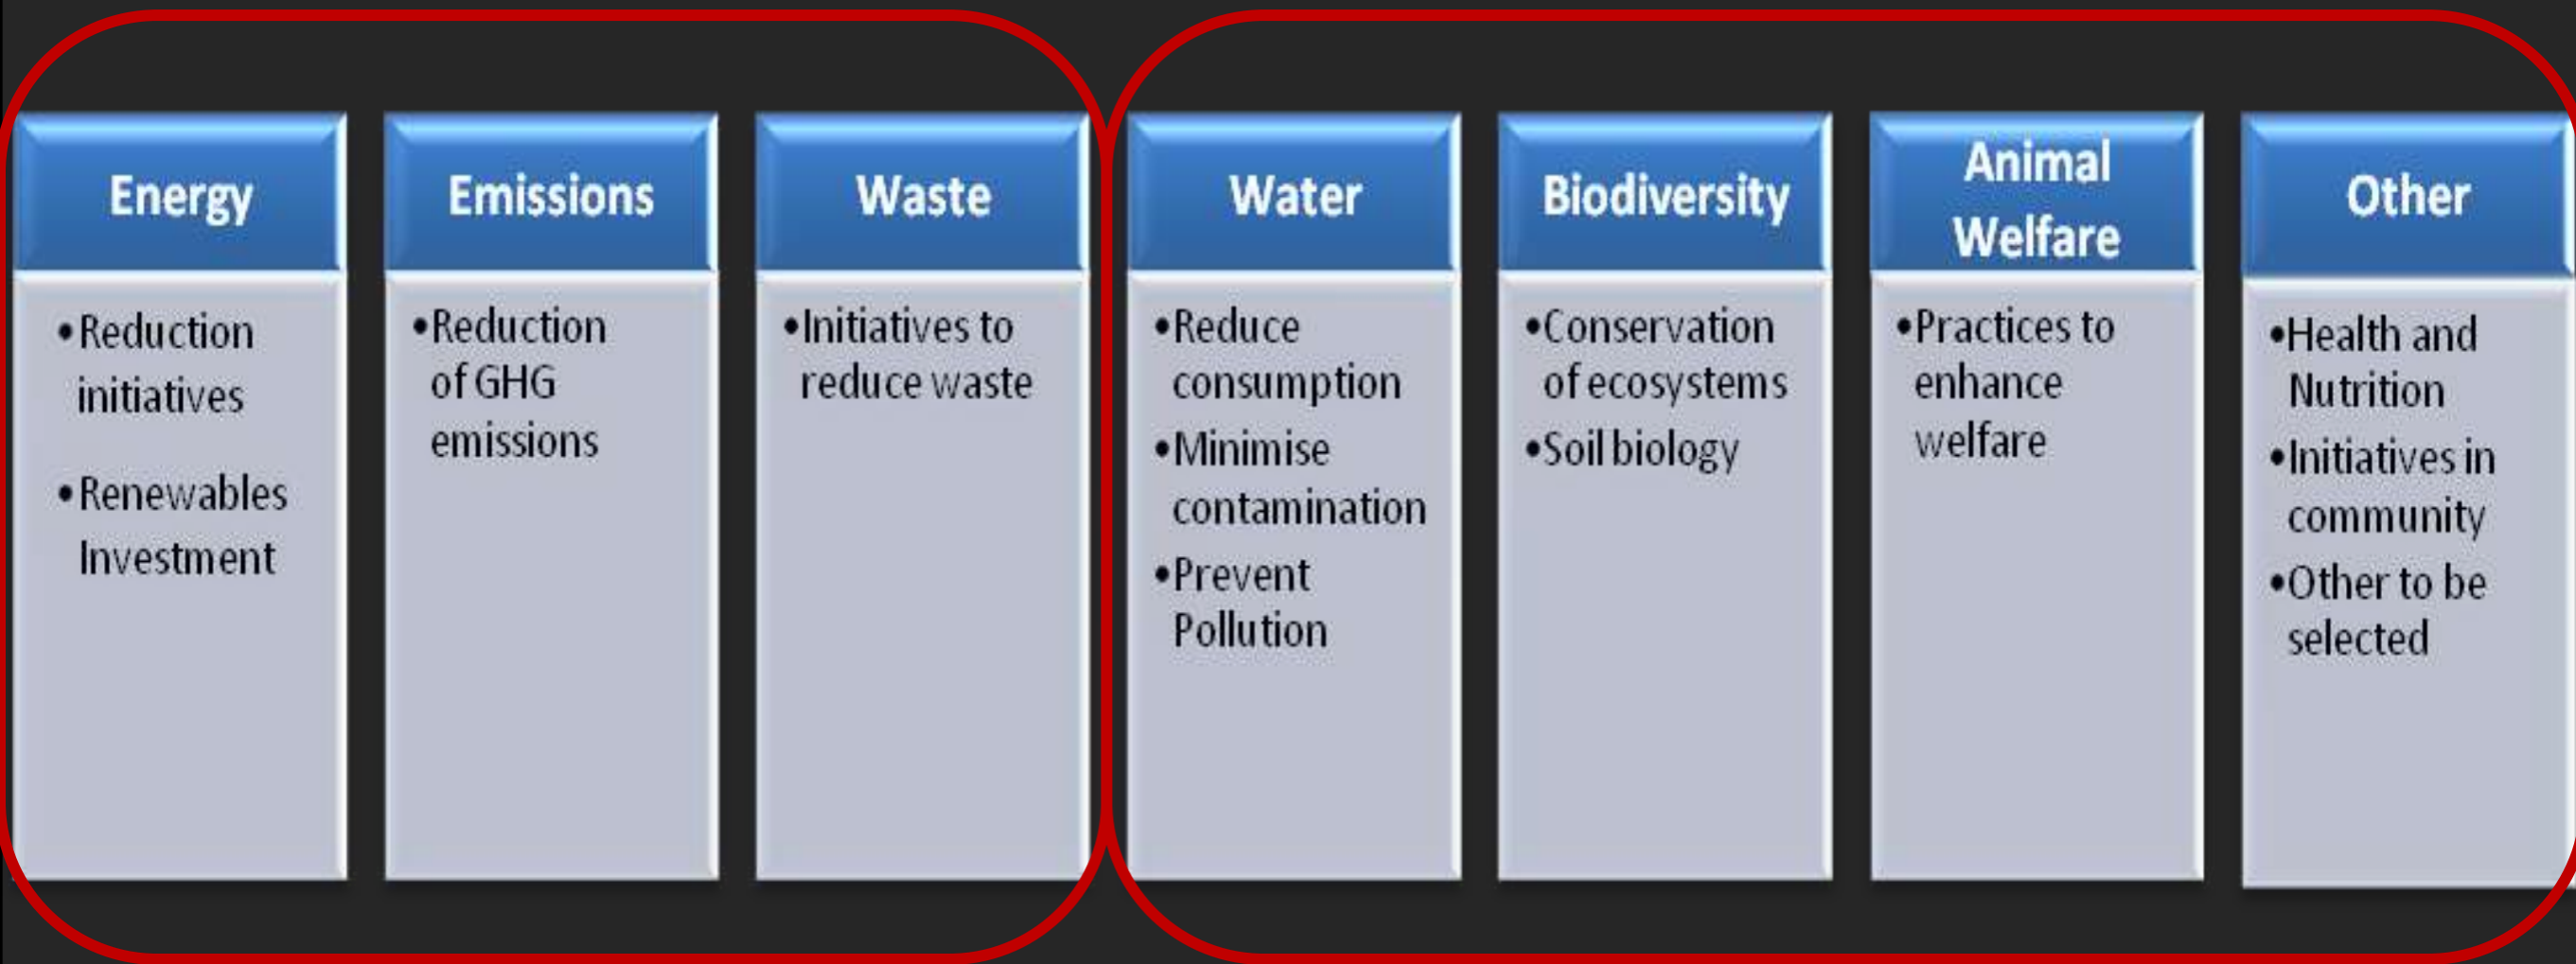 Energy
•Reduction
initiatives
•Renewables
Investment
Emissions
•Reduction
of GHG
emissions
Waste
•Initiatives to
reduce waste
Water
•Reduce
consumption
•Minimise
contamination
•Prevent
Pollution
Biodiversity
•Conservation
of ecosystems
•Soil biology
Animal
Welfare
•Practices to
enhance
welfare
Other
•Health and
Nutrition
•Initiatives in
community
•Other to be
selected